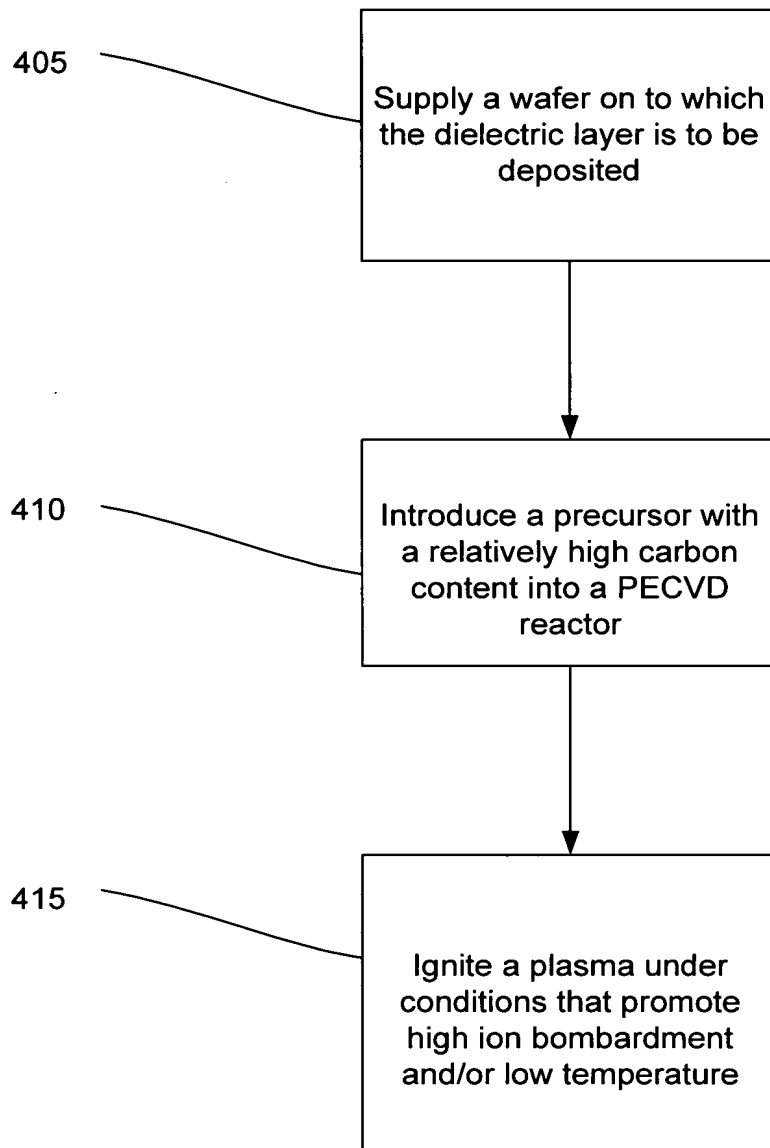 405
Supply a wafer on to which
the dielectric layer is to be
deposited
410
Introduce a precursor with
a relatively high carbon
content into a PECVD
reactor
415
Ignite a plasma under
conditions that promote
high ion bombardment
and/or low temperature